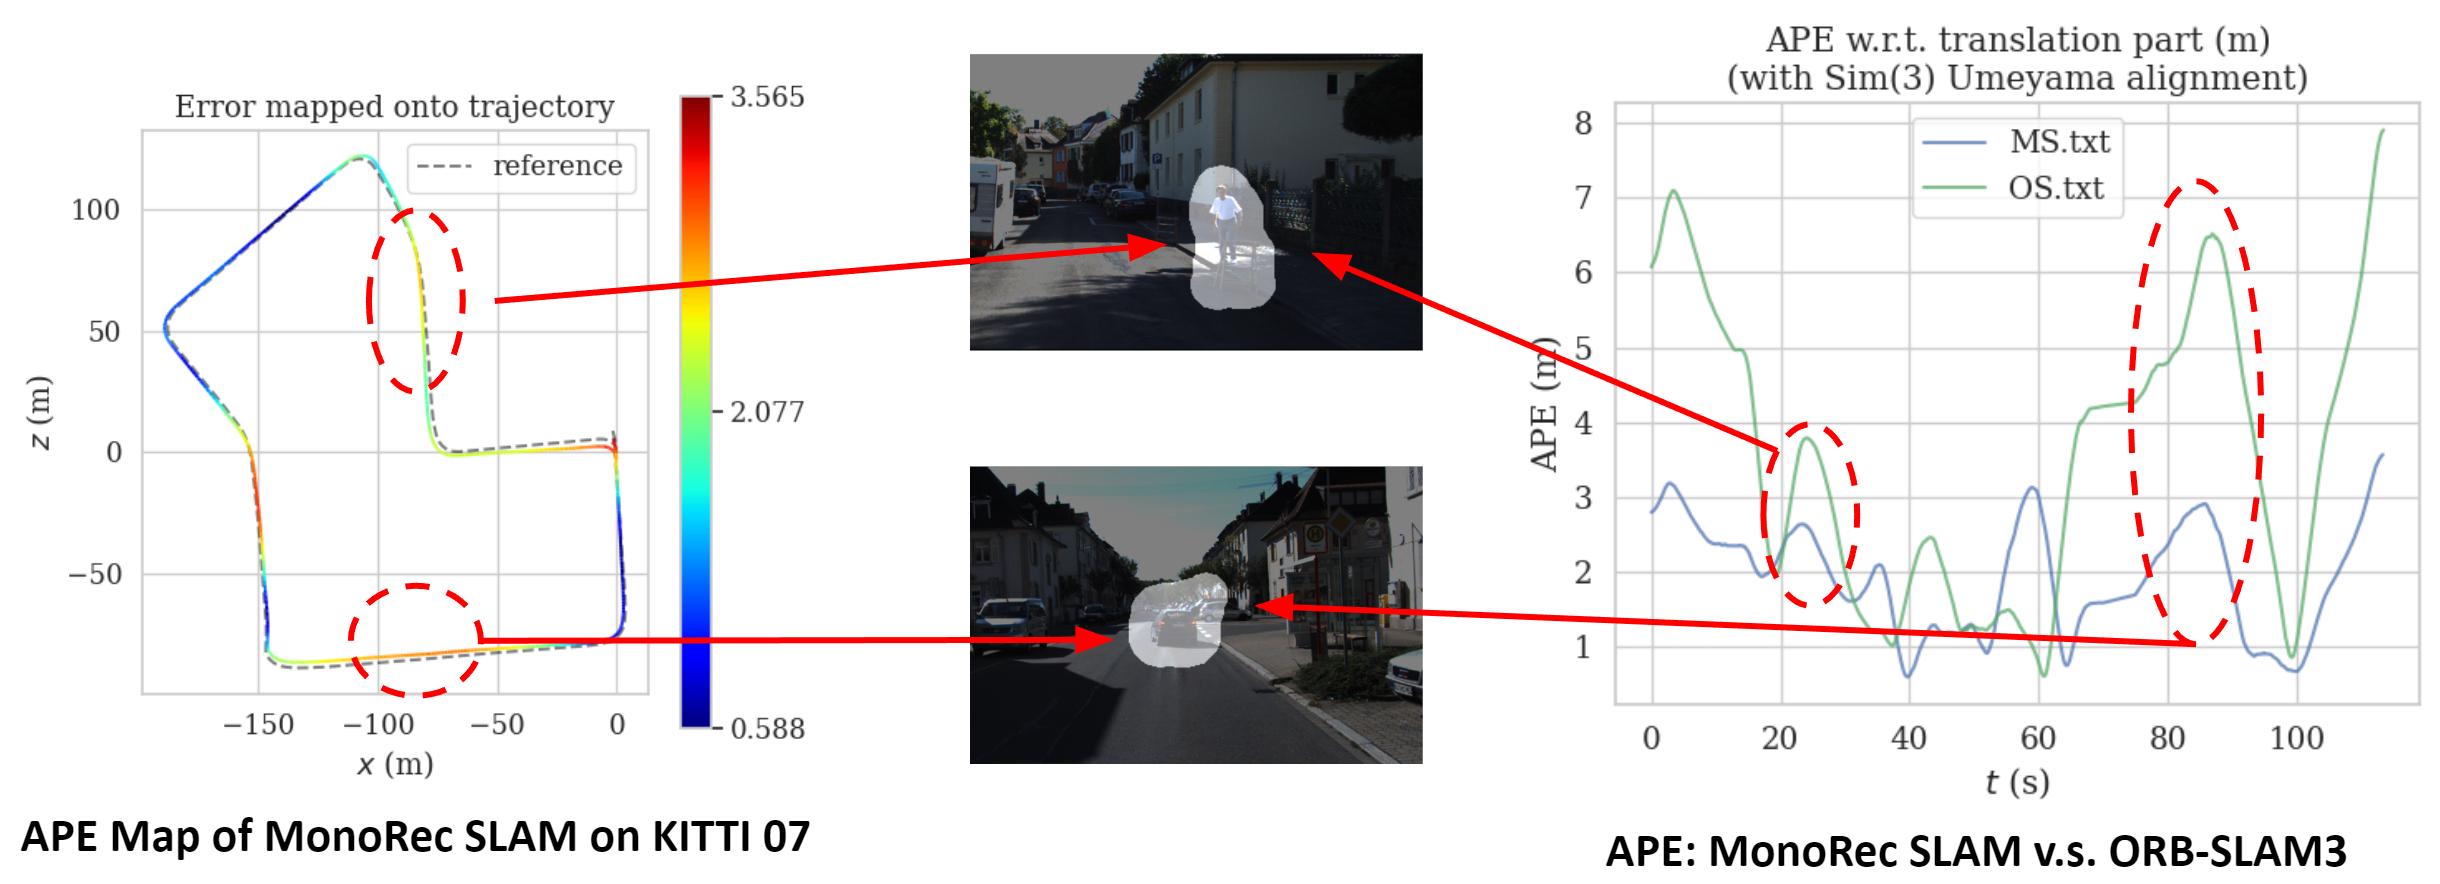 Error mapped onto trajectory
reference
100
50
0
−50
z (m)
−150
−100
−50
0
x (m)
3.565
2.077
0.588
APE Map of MonoRec SLAM on KITTI 07
P
H
APE w.r.t. translation part (m)
(with Sim(3) Umeyama alignment)
MS.txt
OS.txt
8
7
6
5
4
3
2
1
APE (m)
0
20
40
60
80
100
t (s)
APE: MonoRec SLAM v.s. ORB-SLAM3